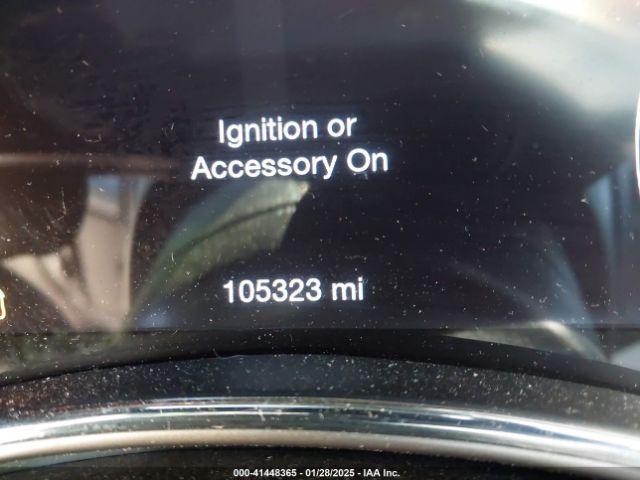 Ignition or
Accessory On
105323 mi
000-41448365 | 01/28/2025 | IAA Inc.